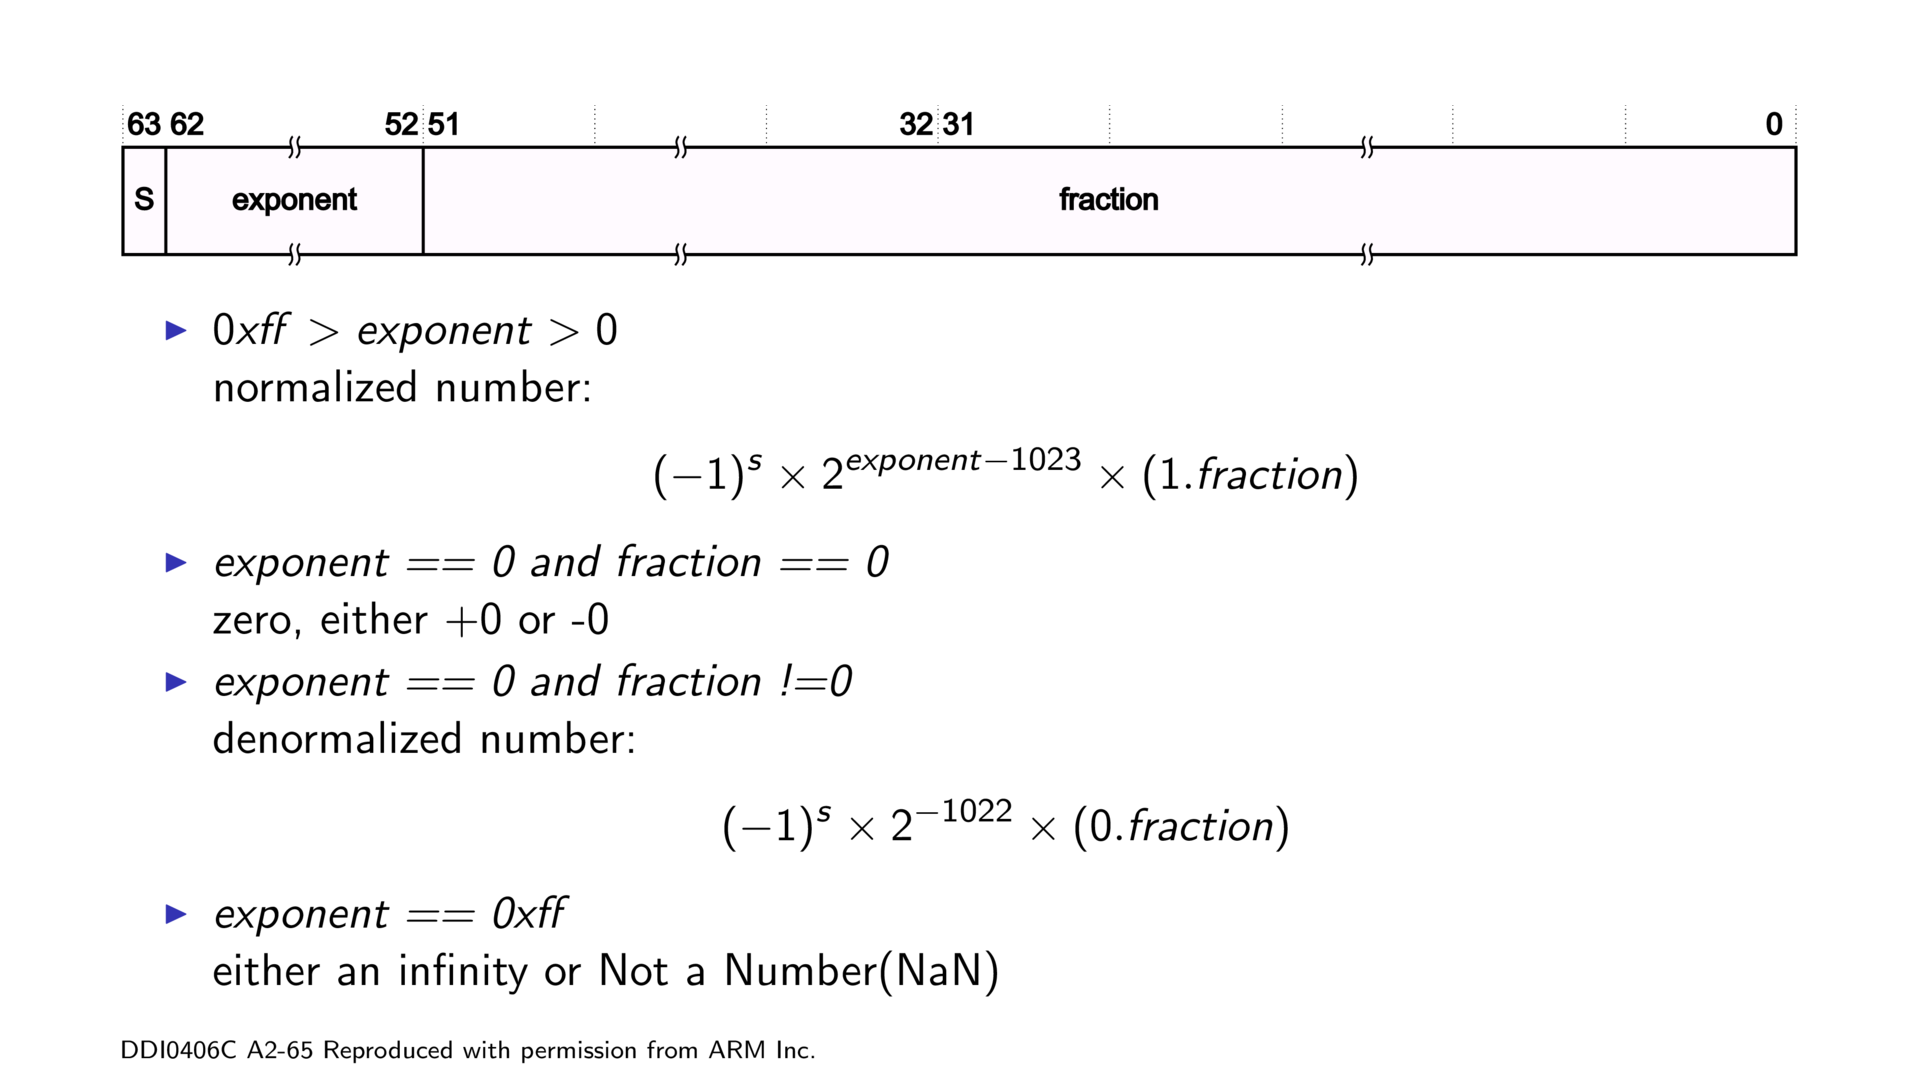 63 62 52 51 32 31 0
S exponent fraction
▶ 0xff > exponent > 0
normalized number:
(−1)^s × 2^{exponent−1023} × (1.fraction)
▶ exponent == 0 and fraction == 0
zero, either +0 or -0
▶ exponent == 0 and fraction !=0
denormalized number:
(−1)^s × 2^{−1022} × (0.fraction)
▶ exponent == 0xff
either an infinity or Not a Number(NaN)
DDI0406C A2-65 Reproduced with permission from ARM Inc.